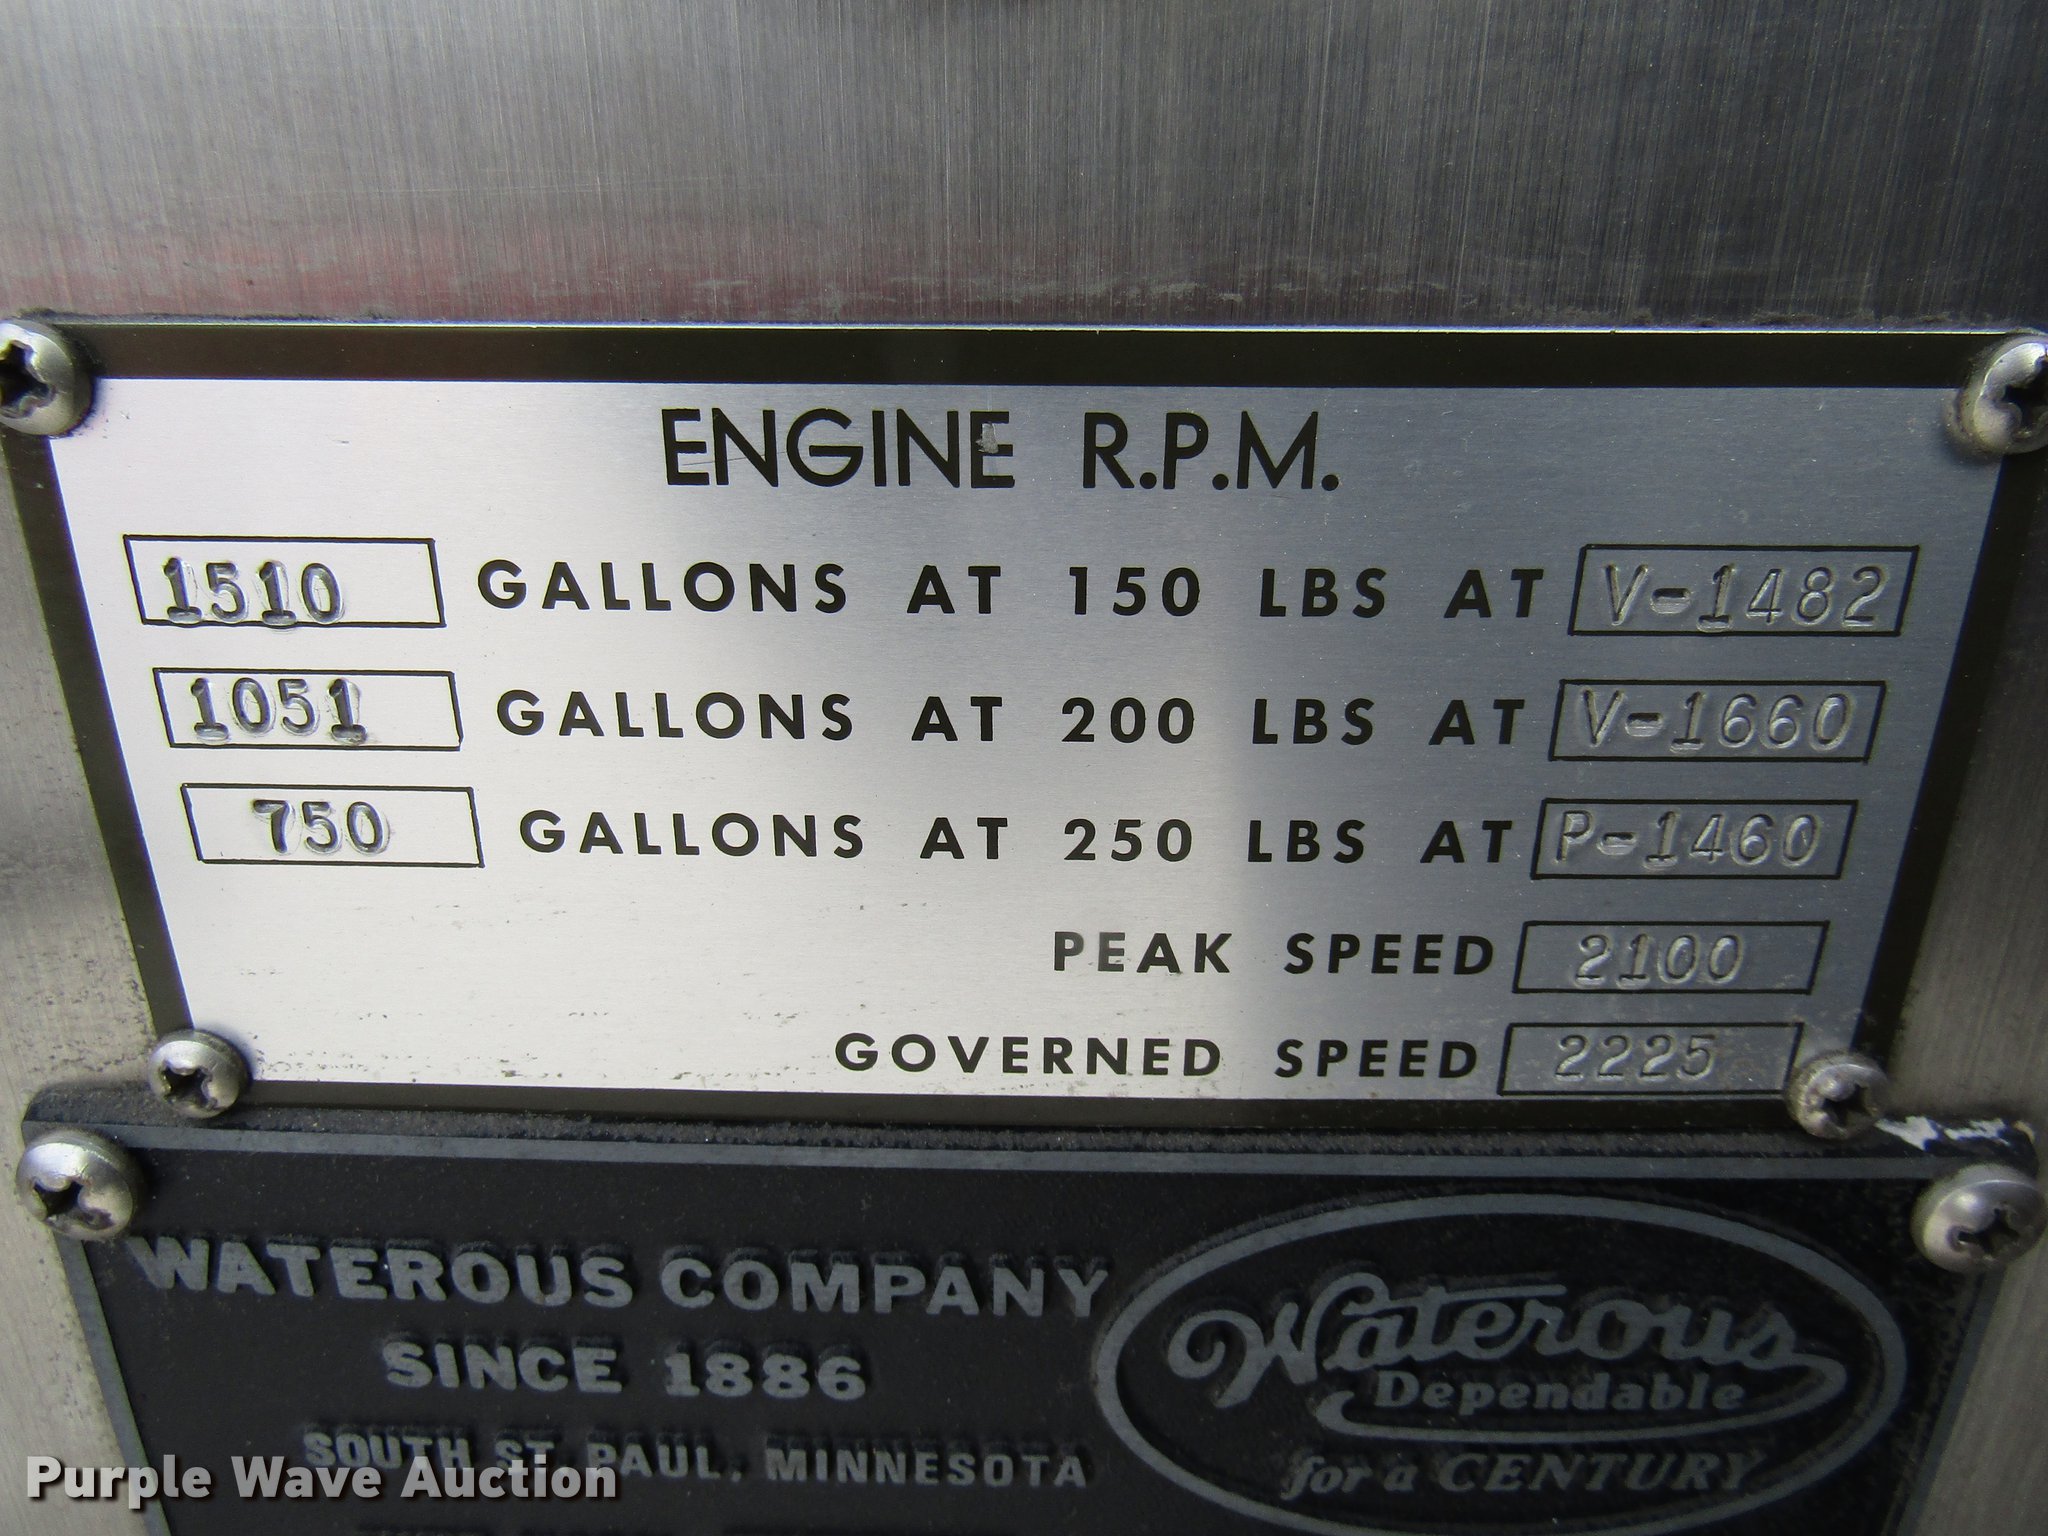 ENGINE R.P.M.
1510 GALLONS AT 150 LBS AT V-1482
1051 GALLONS AT 200 LBS AT V-1660
750 GALLONS AT 250 LBS AT P-1460
PEAK SPEED 2100
GOVERNED SPEED 2225
WATEROUS COMPANY
SINCE 1886
SOUTH ST. PAUL, MINNESOTA
Waterous
Dependable
for a CENTURY
Purple Wave Auction